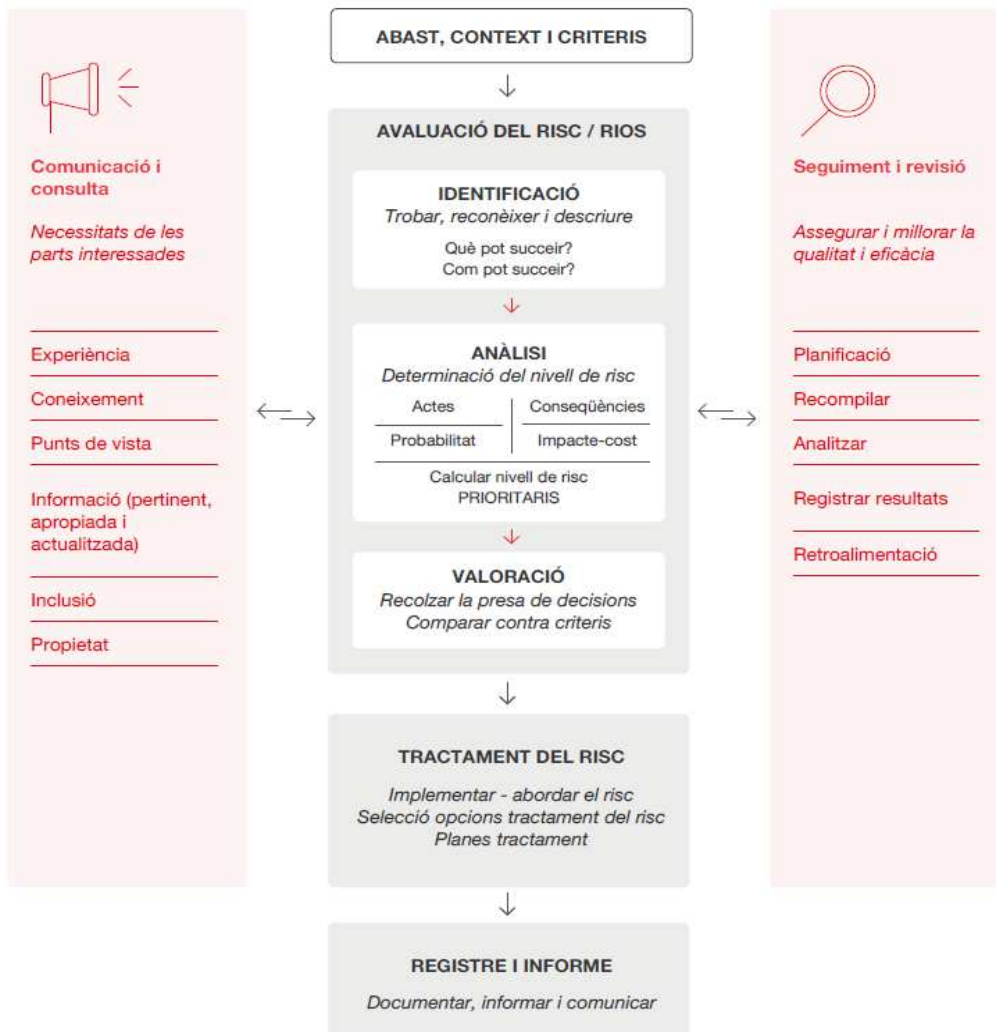 ABAST, CONTEXT I CRITERIS
Comunicació i
consulta
Necessitats de les
parts interessades
Experiència
Coneixement
Punts de vista
Informació (pertinent,
apropiada i
actualitzada)
Inclusió
Propietat
AVALUACIÓ DEL RISC / RIOS
IDENTIFICACIÓ
Trobar, reconèixer i descriure
Què pot succeir?
Com pot succeir?
ANÀLISI
Determinació del nivell de risc
Actes
Conseqüències
Probabilitat
Impacte-cost
Calcular nivell de risc
PRIORITARIS
VALORACIÓ
Recolzar la presa de decisions
Comparar contra criteris
TRACTAMENT DEL RISC
Implementar - abordar el risc
Selecció opcions tractament del risc
Planes tractament
REGISTRE I INFORME
Documentar, informar i comunicar
Seguiment i revisió
Assegurar i millorar la
qualitat i eficàcia
Planificació
Recompilar
Analitzar
Registrar resultats
Retroalimentació